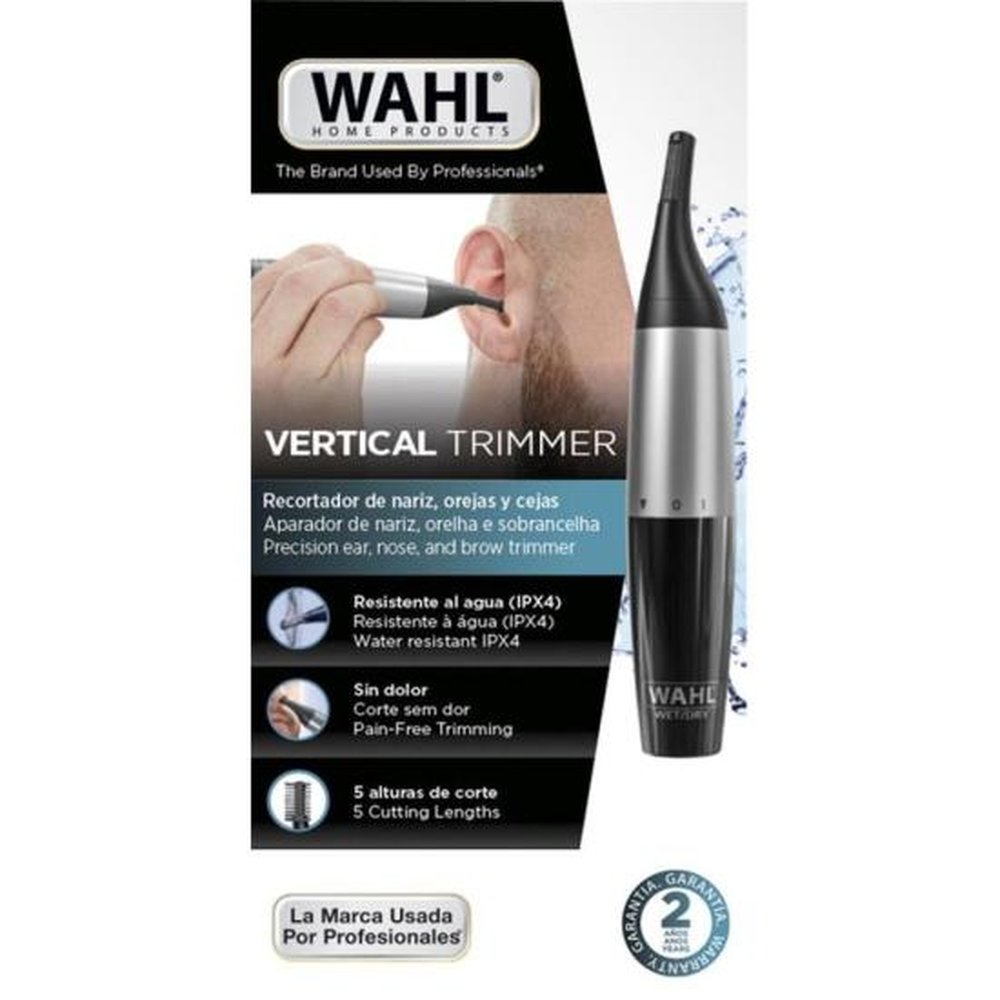 WAHL®
HOME PRODUCTS
The Brand Used By Professionals®
VERTICAL TRIMMER
Recortador de nariz, orejas y cejas
Aparador de nariz, orelha e sobrancelha
Precision ear, nose, and brow trimmer
Resistente al agua (IPX4)
Resistente à água (IPX4)
Water resistant IPX4
Sin dolor
Corte sem dor
Pain-Free Trimming
5 alturas de corte
5 Cutting Lengths
0 I
WAHL
WET/DRY
La Marca Usada
Por Profesionales®
GARANTIA. GARANTÍA. WARRANTY.
2
AÑOS
ANOS
YEARS